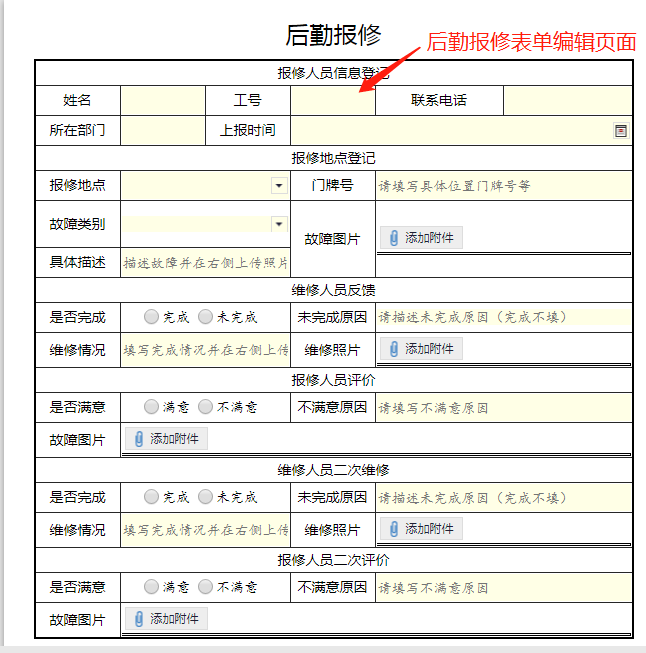 后勤报修
后勤报修表单编辑页面
报修人员信息登记
姓名 工号 联系电话
所在部门 上报时间
报修地点登记
报修地点 门牌号 请填写具体位置门牌号等
故障类别 故障图片 添加附件
具体描述 描述故障并在右侧上传照片
维修人员反馈
是否完成 完成 未完成 未完成原因 请描述未完成原因（完成不填）
维修情况 填写完成情况并在右侧上传 维修照片 添加附件
报修人员评价
是否满意 满意 不满意 不满意原因 请填写不满意原因
故障图片 添加附件
维修人员二次维修
是否完成 完成 未完成 未完成原因 请描述未完成原因（完成不填）
维修情况 填写完成情况并在右侧上传 维修照片 添加附件
报修人员二次评价
是否满意 满意 不满意 不满意原因 请填写不满意原因
故障图片 添加附件